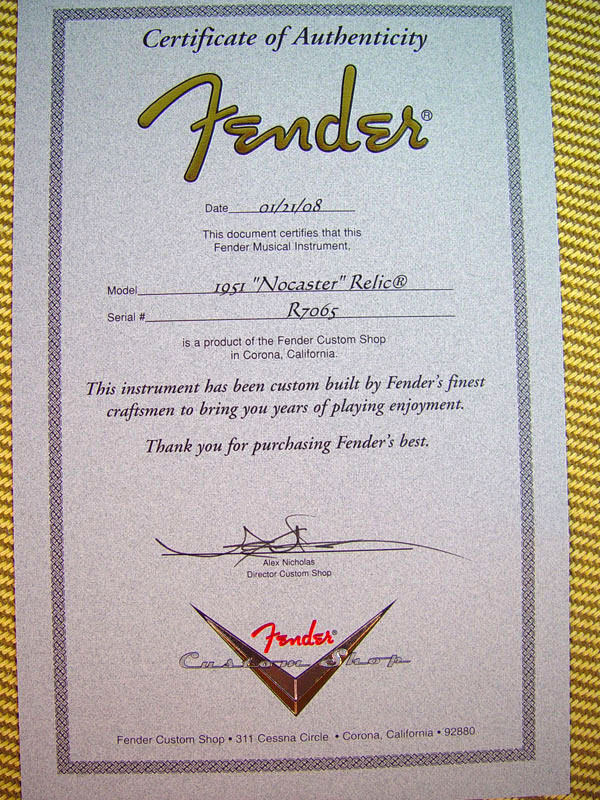 Certificate of Authenticity
Fender®
Date 01/21/08
This document certifies that this
Fender Musical Instrument,
Model 1951 "Nocaster" Relic®
Serial # R7065
is a product of the Fender Custom Shop
in Corona, California.
This instrument has been custom built by Fender's finest
craftsmen to bring you years of playing enjoyment.
Thank you for purchasing Fender's best.
Alex Nicholas
Director Custom Shop
Fender®
Custom Shop
Fender Custom Shop • 311 Cessna Circle • Corona, California • 92880